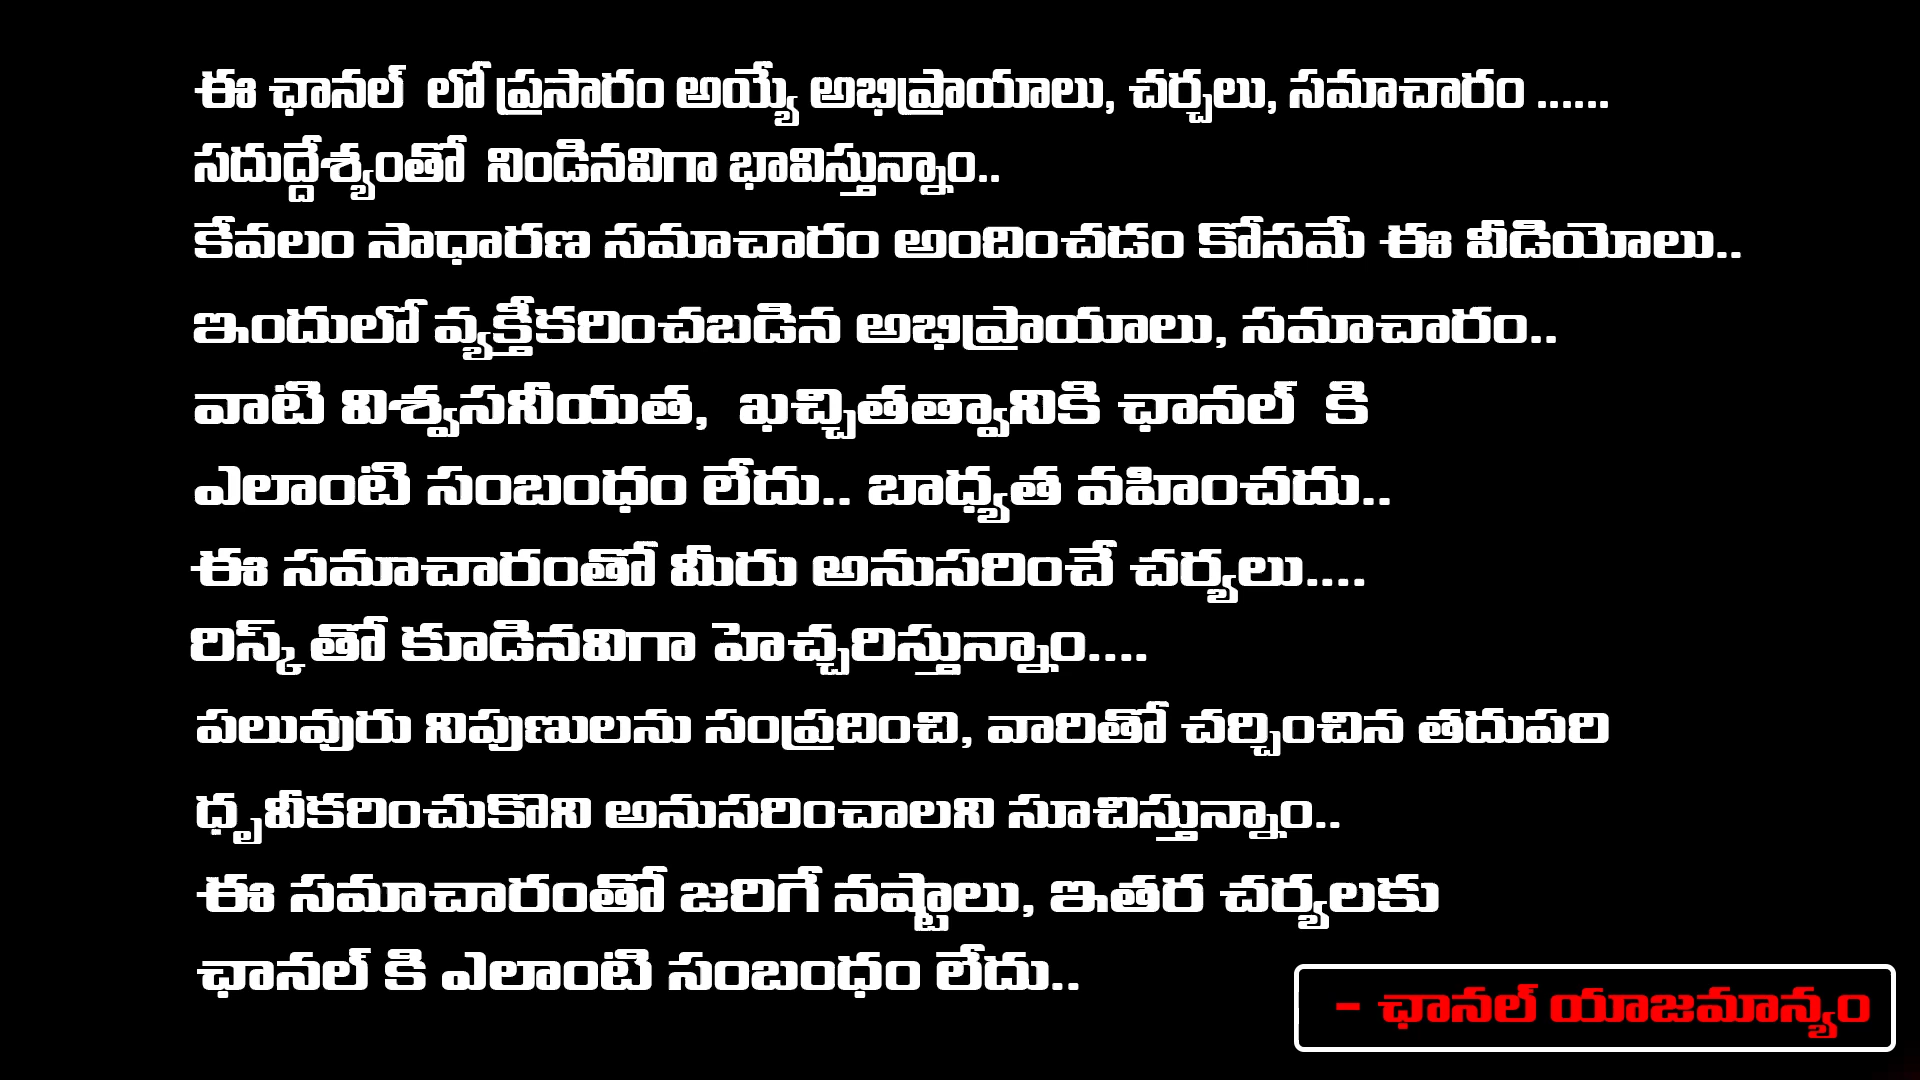 ఈ ఛానల్ లో ప్రసారం అయ్యే అభిప్రాయాలు, చర్చలు, సమాచారం ......
సదుద్దేశ్యంతో నిండినవిగా భావిస్తున్నాం..
కేవలం సాధారణ సమాచారం అందించడం కోసమే ఈ వీడియోలు..
ఇందులో వ్యక్తీకరించబడిన అభిప్రాయాలు, సమాచారం..
వాటి విశ్వసనీయత, ఖచ్చితత్వానికి ఛానల్ కి
ఎలాంటి సంబంధం లేదు.. బాధ్యత వహించదు..
ఈ సమాచారంతో మీరు అనుసరించే చర్యలు....
రిస్క్ తో కూడినవిగా హెచ్చరిస్తున్నాం....
పలువురు నిపుణులను సంప్రదించి, వారితో చర్చించిన తదుపరి
ధృవీకరించుకొని అనుసరించాలని సూచిస్తున్నాం..
ఈ సమాచారంతో జరిగే నష్టాలు, ఇతర చర్యలకు
ఛానల్ కి ఎలాంటి సంబంధం లేదు..
- ఛానల్ యాజమాన్యం